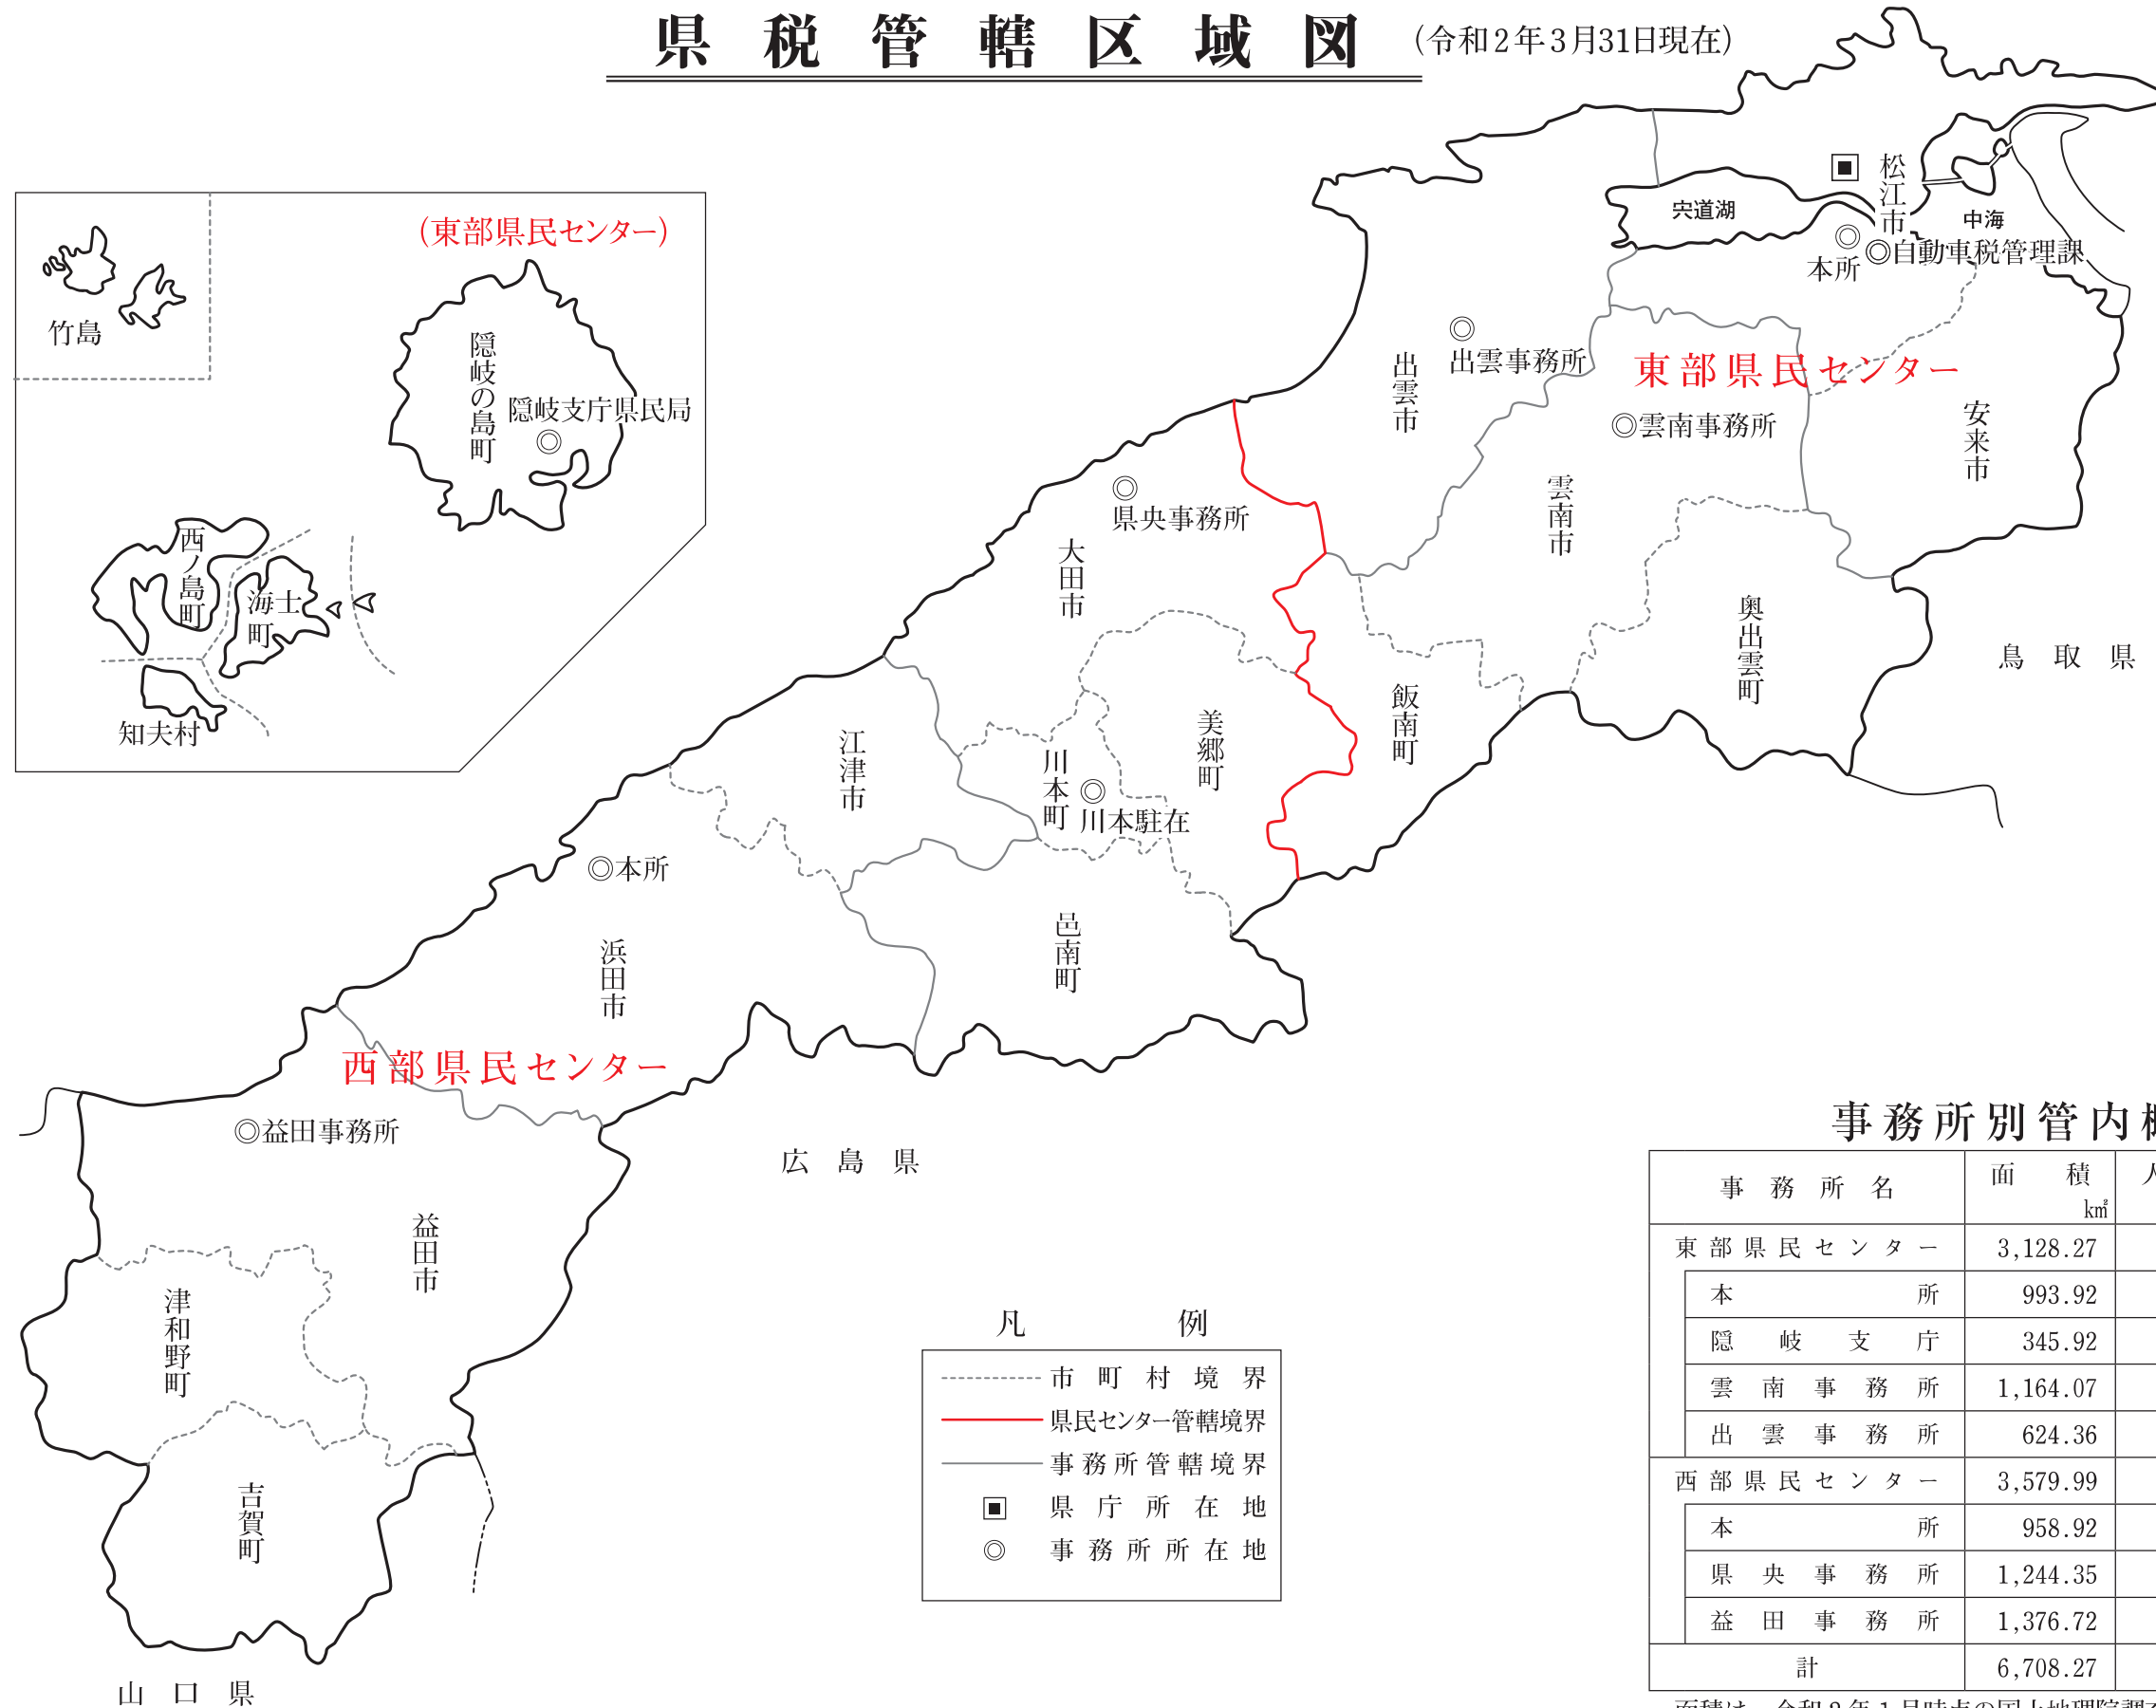 県税管轄区域図
(令和2年3月31日現在)
(東部県民センター)
竹島
隠岐の島町
隠岐支庁県民局
西ノ島町
海士町
知夫村
松江市
宍道湖
中海
本所
自動車税管理課
出雲事務所
出雲市
東部県民センター
雲南事務所
安来市
雲南市
県央事務所
大田市
奥出雲町
鳥取県
飯南町
美郷町
川本町
川本駐在
江津市
本所
浜田市
邑南町
西部県民センター
益田事務所
広島県
益田市
津和野町
吉賀町
山口県
凡例
市町村境界
県民センター管轄境界
事務所管轄境界
県庁所在地
事務所所在地
事務所別管内
事務所名 面積 km²
東部県民センター 3,128.27
本所 993.92
隠岐支庁 345.92
雲南事務所 1,164.07
出雲事務所 624.36
西部県民センター 3,579.99
本所 958.92
県央事務所 1,244.35
益田事務所 1,376.72
計 6,708.27